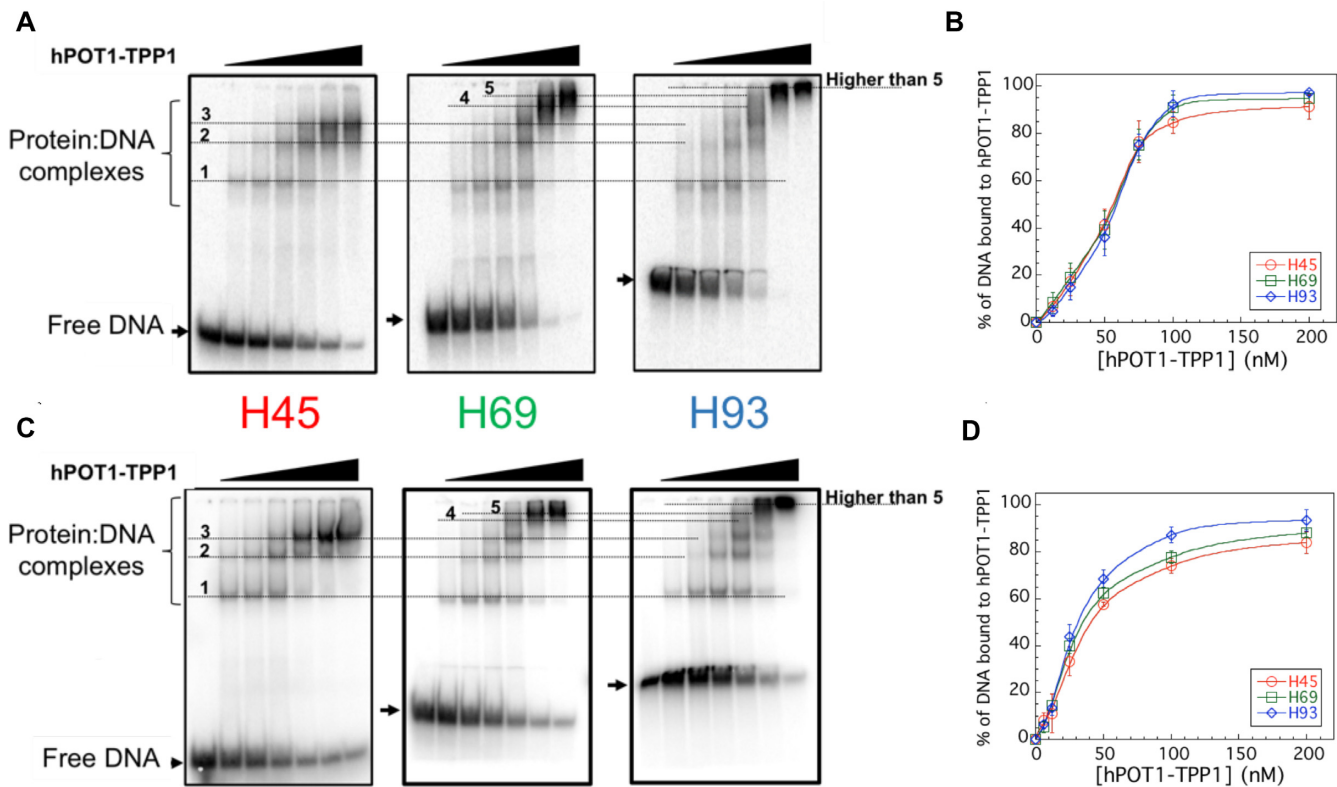 A
hPOT1-TPP1
Protein:DNA
complexes
3
2
1
5
4
Higher than 5
Free DNA
H45
H69
H93
B
% of DNA bound to hPOT1-TPP1
100
80
60
40
20
0
0
50
100
150
200
[hPOT1-TPP1] (nM)
H45
H69
H93
C
hPOT1-TPP1
Protein:DNA
complexes
3
2
1
5
4
Higher than 5
Free DNA
D
% of DNA bound to hPOT1-TPP1
100
80
60
40
20
0
0
50
100
150
200
[hPOT1-TPP1] (nM)
H45
H69
H93